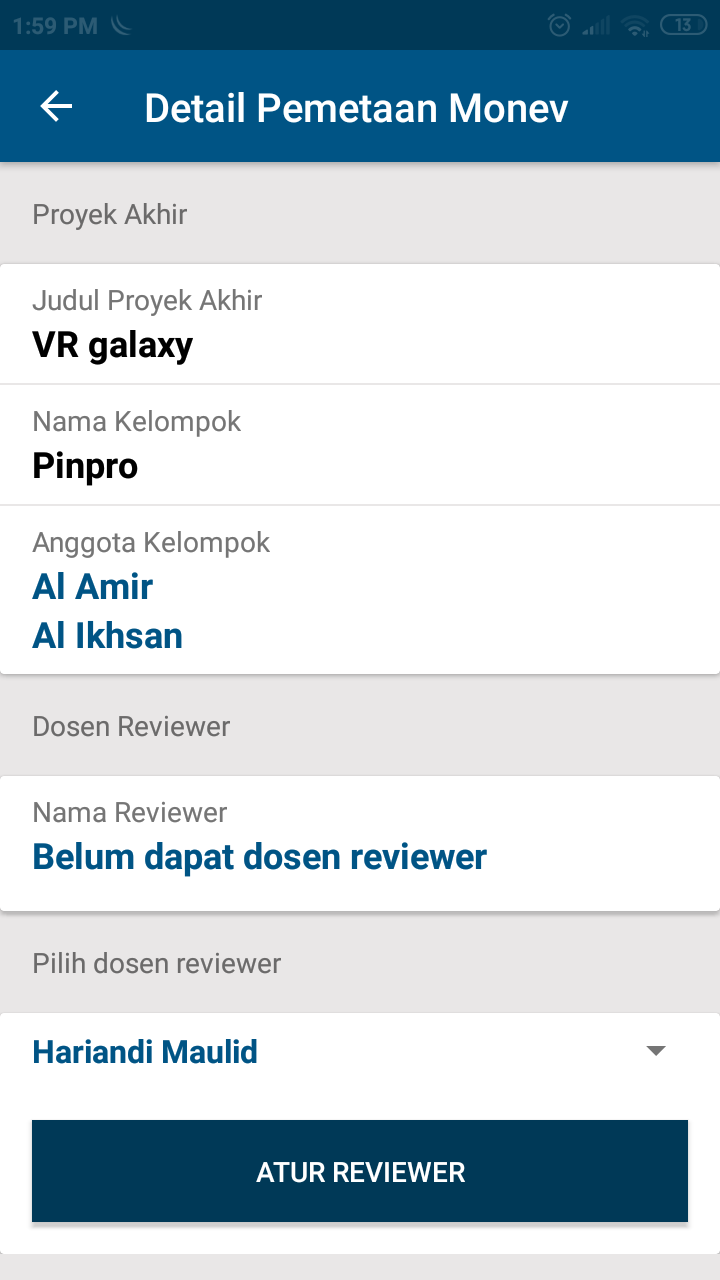 1:59 PM
13
Detail Pemetaan Monev
Proyek Akhir
Judul Proyek Akhir
VR galaxy
Nama Kelompok
Pinpro
Anggota Kelompok
Al Amir
Al Ikhsan
Dosen Reviewer
Nama Reviewer
Belum dapat dosen reviewer
Pilih dosen reviewer
Hariandi Maulid
ATUR REVIEWER